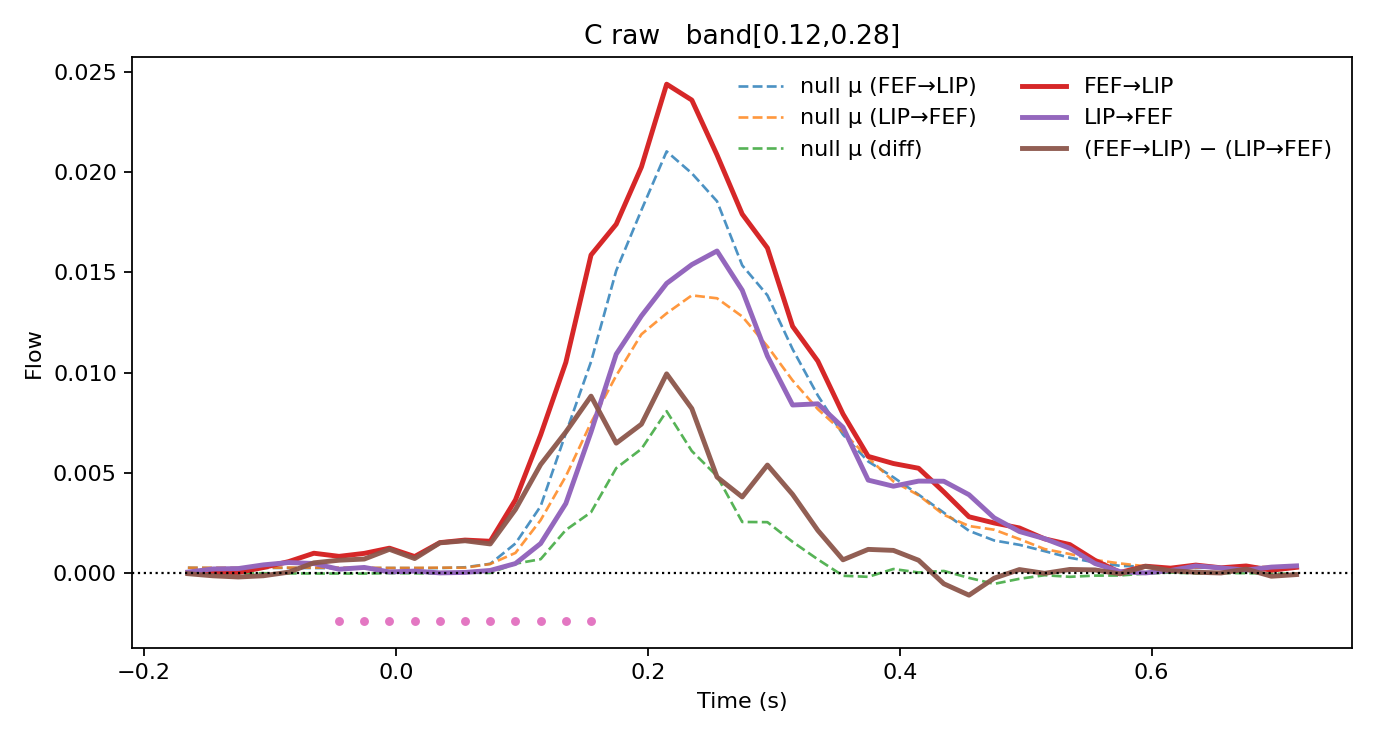 C raw   band[0.12,0.28]
Flow
0.025
0.020
0.015
0.010
0.005
0.000
null µ (FEF→LIP)
null µ (LIP→FEF)
null µ (diff)
FEF→LIP
LIP→FEF
(FEF→LIP) − (LIP→FEF)
−0.2
0.0
0.2
0.4
0.6
Time (s)